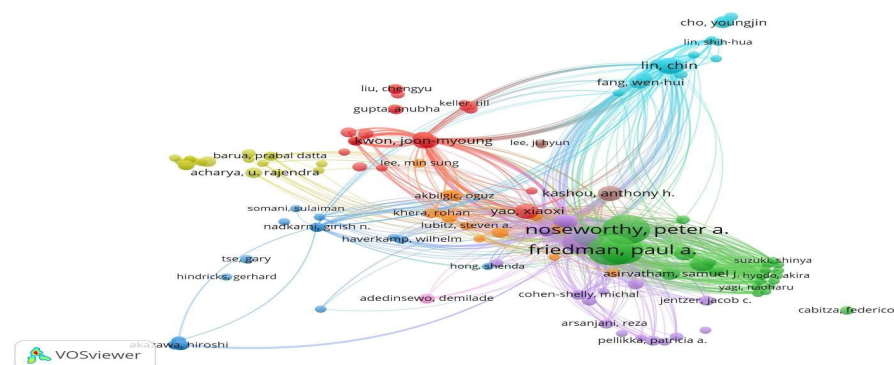 cho, youngjin
lin, shih-hua
lin, chin
fang, wen-hui
liu, chengyu
keller, till
gupta, anubha
kwon, joon-myoung
lee, ji hyun
barua, prabal datta
lee, min sung
acharya, u. rajendra
akbilgic, oguz
kashou, anthony h.
somani, sulaiman
khera, rohan
yao, xiaoxi
nadkarni, girish n.
lubitz, steven a.
noseworthy, peter a.
haverkamp, wilhelm
friedman, paul a.
tse, gary
hong, shenda
suzuki, shinya
hindricks, gerhard
asirvatham, samuel j.
hyodo, akira
yagi, naoharu
adedinsewo, demilade
cohen-shelly, michal
jentzer, jacob c.
cabitza, federico
arsanjani, reza
pellikka, patricia a.
akazawa, hiroshi
VOSviewer